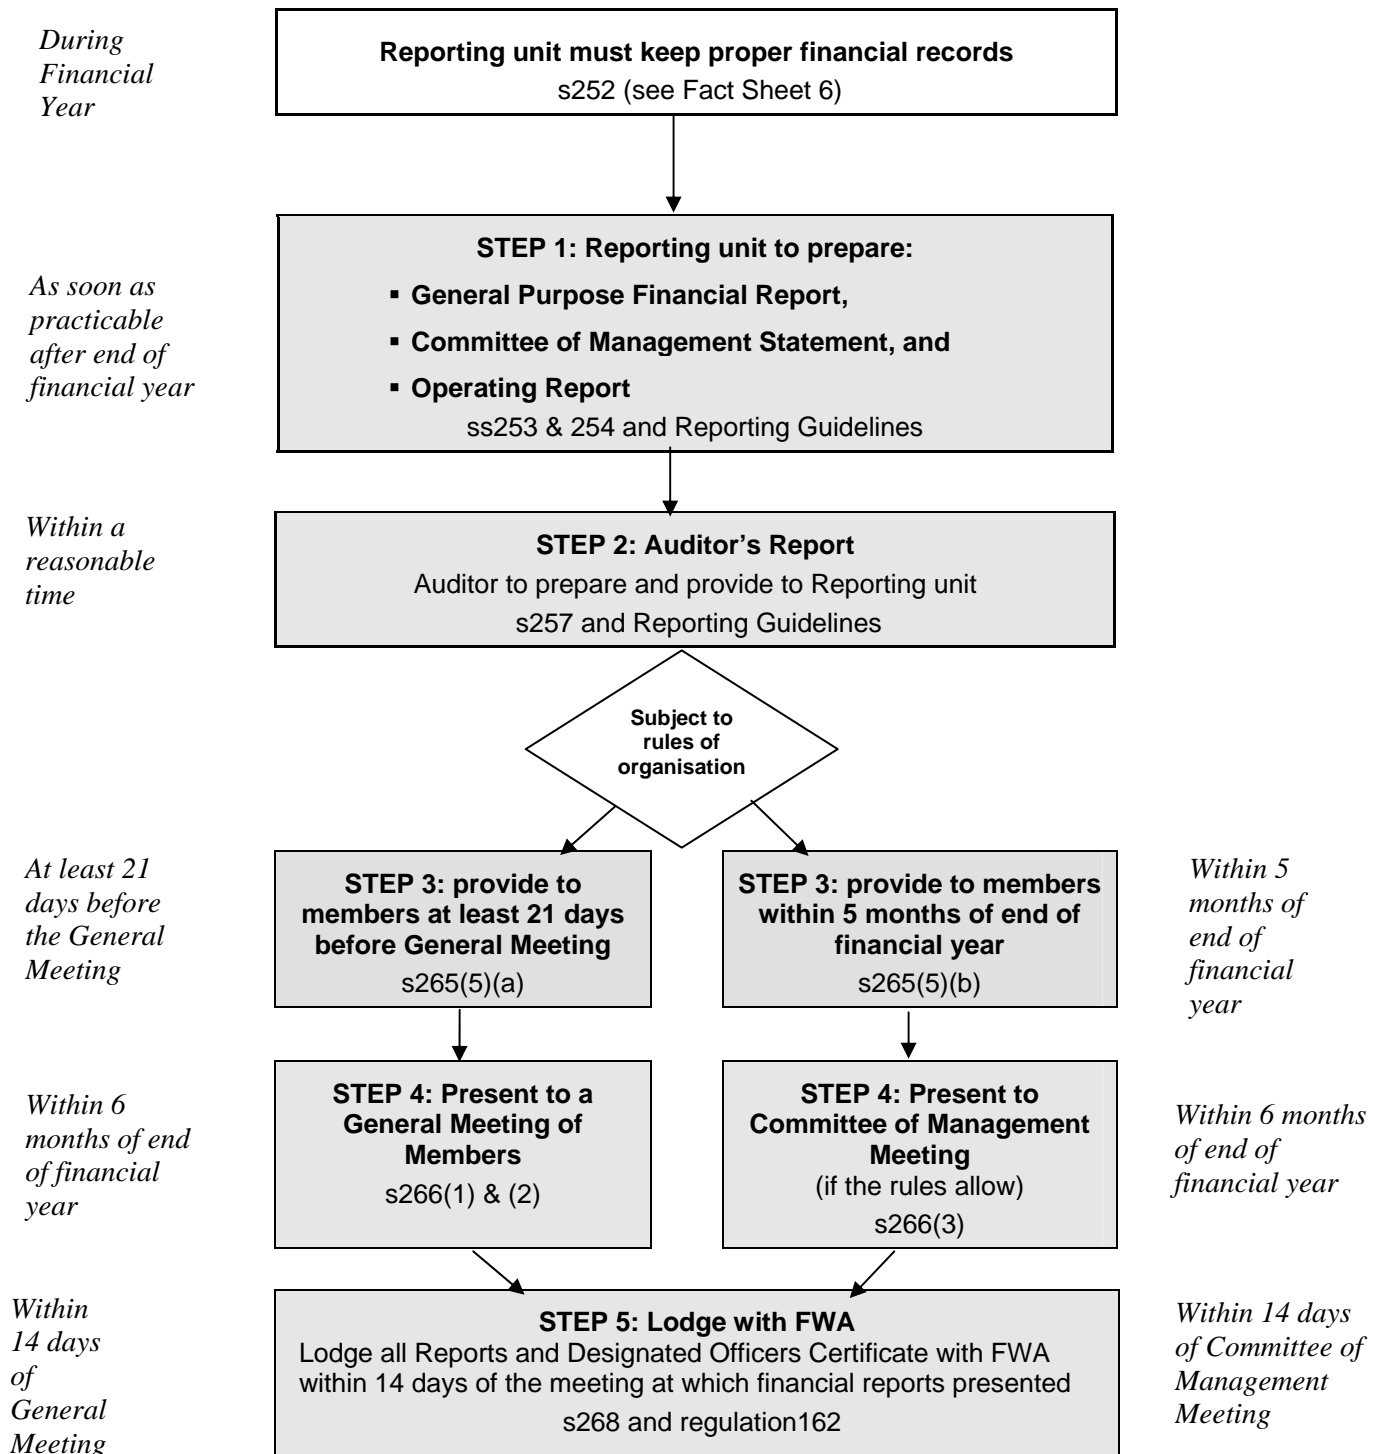 During
Financial
Year
Reporting unit must keep proper financial records
s252 (see Fact Sheet 6)
As soon as
practicable
after end of
financial year
STEP 1: Reporting unit to prepare:
▪ General Purpose Financial Report,
▪ Committee of Management Statement, and
▪ Operating Report
ss253 & 254 and Reporting Guidelines
Within a
reasonable
time
STEP 2: Auditor’s Report
Auditor to prepare and provide to Reporting unit
s257 and Reporting Guidelines
Subject to
rules of
organisation
At least 21
days before
the General
Meeting
STEP 3: provide to
members at least 21 days
before General Meeting
s265(5)(a)
STEP 3: provide to members
within 5 months of end of
financial year
s265(5)(b)
Within 5
months of
end of
financial
year
Within 6
months of end
of financial
year
STEP 4: Present to a
General Meeting of
Members
s266(1) & (2)
STEP 4: Present to
Committee of Management
Meeting
(if the rules allow)
s266(3)
Within 6 months
of end of
financial year
Within
14 days
of
General
Meeting
STEP 5: Lodge with FWA
Lodge all Reports and Designated Officers Certificate with FWA
within 14 days of the meeting at which financial reports presented
s268 and regulation162
Within 14 days
of Committee of
Management
Meeting